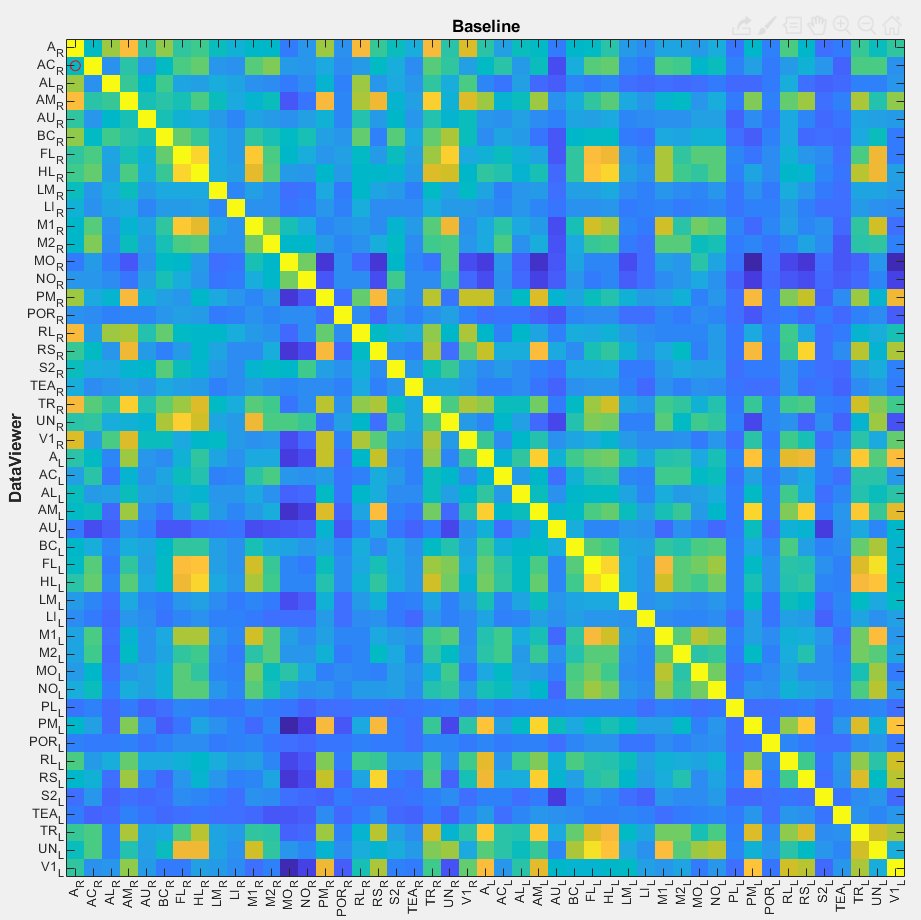 Baseline
DataViewer
A_R
AC_R
AL_R
AM_R
AU_R
BC_R
FL_R
HL_R
LM_R
LI_R
M1_R
M2_R
MO_R
NO_R
PM_R
POR_R
RL_R
RS_R
S2_R
TEA_R
TR_R
UN_R
V1_R
A_L
AC_L
AL_L
AM_L
AU_L
BC_L
FL_L
HL_L
LM_L
LI_L
M1_L
M2_L
MO_L
NO_L
PL_L
PM_L
POR_L
RL_L
RS_L
S2_L
TEA_L
TR_L
UN_L
V1_L
A_R
AC_R
AL_R
AM_R
AU_R
BC_R
FL_R
HL_R
LM_R
LI_R
M1_R
M2_R
MO_R
NO_R
PM_R
POR_R
RL_R
RS_R
S2_R
TEA_R
TR_R
UN_R
V1_R
A_L
AC_L
AL_L
AM_L
AU_L
BC_L
FL_L
HL_L
LM_L
LI_L
M1_L
M2_L
MO_L
NO_L
PL_L
PM_L
POR_L
RL_L
RS_L
S2_L
TEA_L
TR_L
UN_L
V1_L